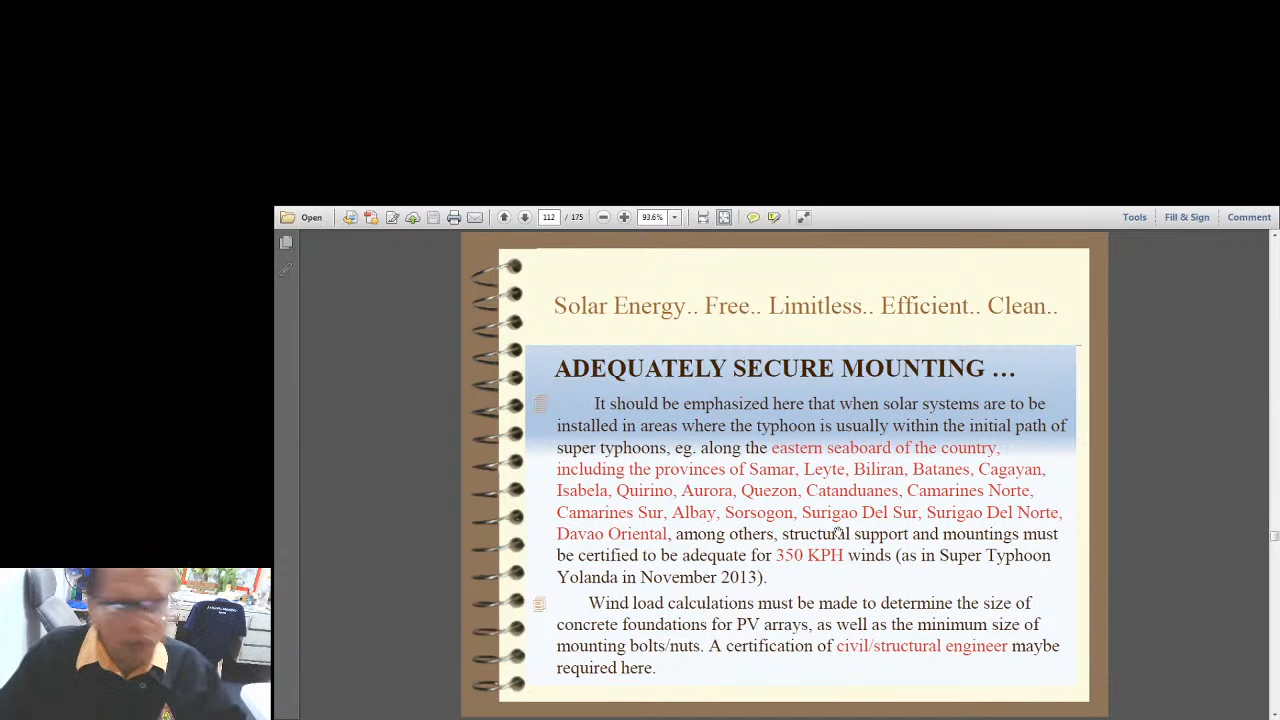 Open
112 / 175
93.6%
Tools
Fill & Sign
Comment
Solar Energy.. Free.. Limitless.. Efficient.. Clean..
ADEQUATELY SECURE MOUNTING …
It should be emphasized here that when solar systems are to be
installed in areas where the typhoon is usually within the initial path of
super typhoons, eg. along the eastern seaboard of the country,
including the provinces of Samar, Leyte, Biliran, Batanes, Cagayan,
Isabela, Quirino, Aurora, Quezon, Catanduanes, Camarines Norte,
Camarines Sur, Albay, Sorsogon, Surigao Del Sur, Surigao Del Norte,
Davao Oriental, among others, structural support and mountings must
be certified to be adequate for 350 KPH winds (as in Super Typhoon
Yolanda in November 2013).
Wind load calculations must be made to determine the size of
concrete foundations for PV arrays, as well as the minimum size of
mounting bolts/nuts. A certification of civil/structural engineer maybe
required here.